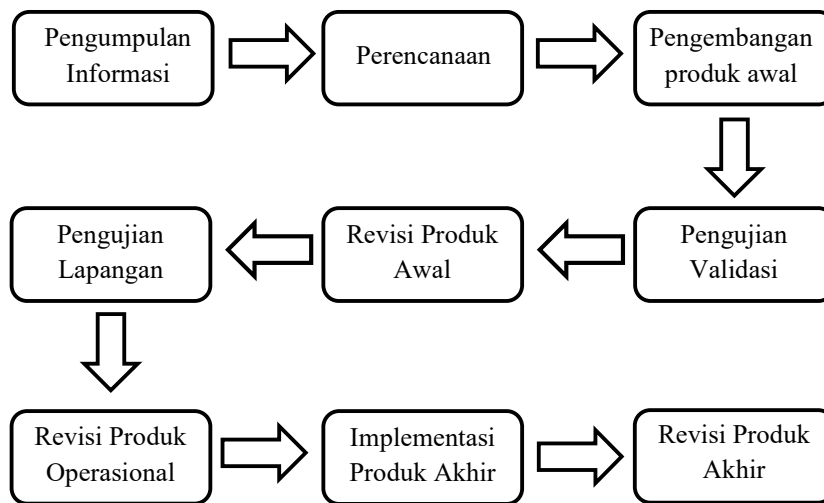 Pengumpulan
Informasi
Perencanaan
Pengembangan
produk awal
Pengujian
Validasi
Revisi Produk
Awal
Pengujian
Lapangan
Revisi Produk
Operasional
Implementasi
Produk Akhir
Revisi Produk
Akhir